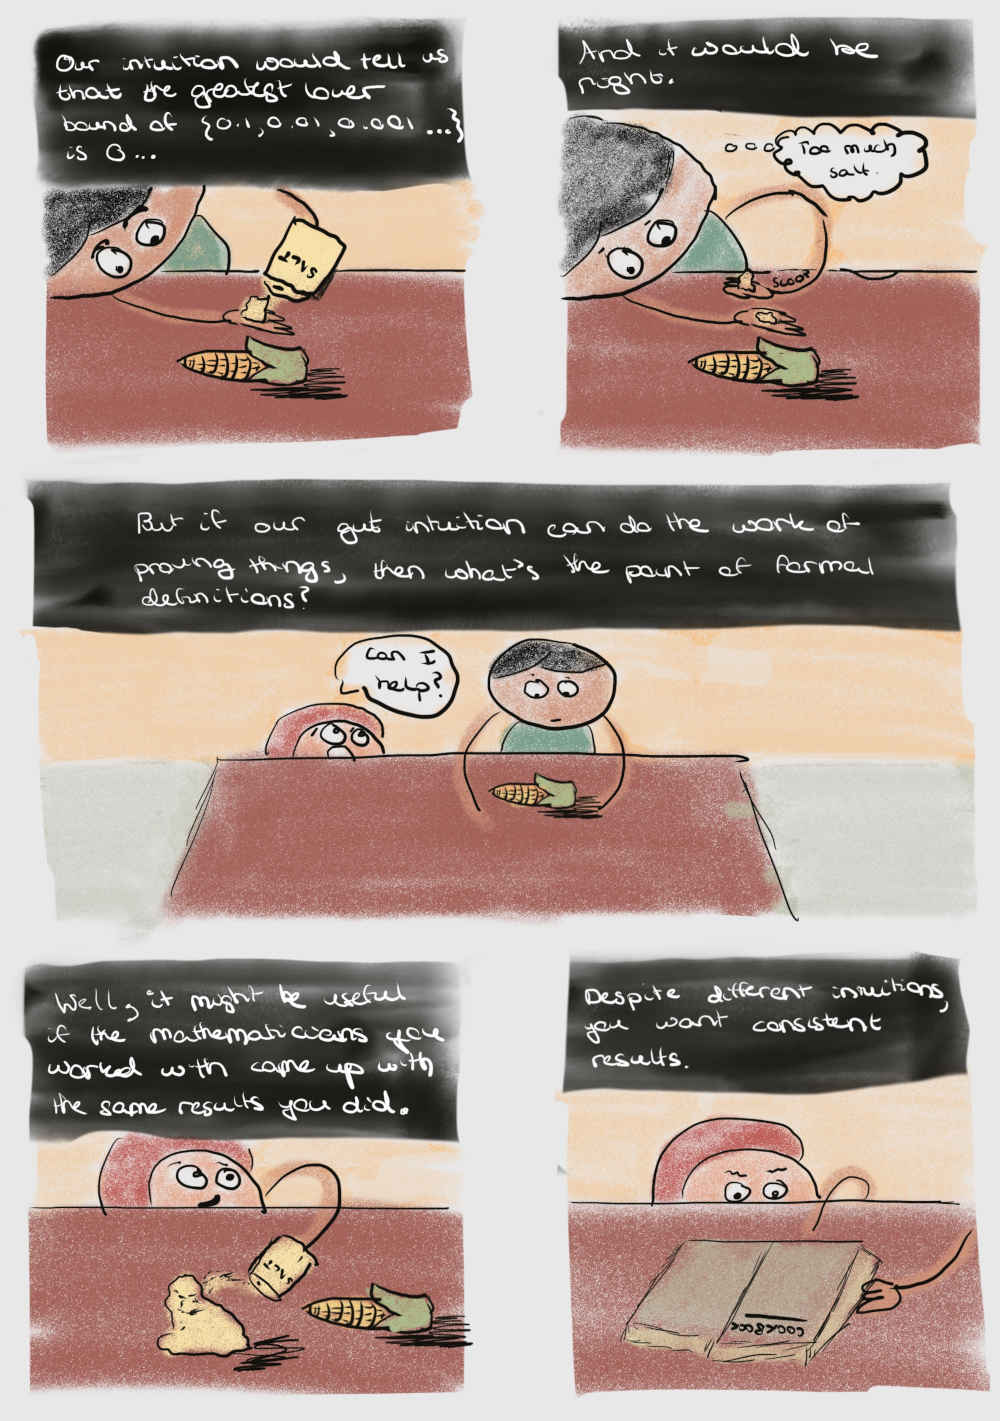 Our intuition would tell us
that the greatest lower
bound of {0.1, 0.01, 0.001 ...}
is 0...
SALT
And it would be
right.
Too much
salt.
SCOOP
But if our gut intuition can do the work of
proving things, then what's the point of formal
definitions?
Can I
help?
Well, it might be useful
if the mathematicians you
worked with came up with
the same results you did.
SALT
Despite different intuitions,
you want consistent
results.
COOKBOOK